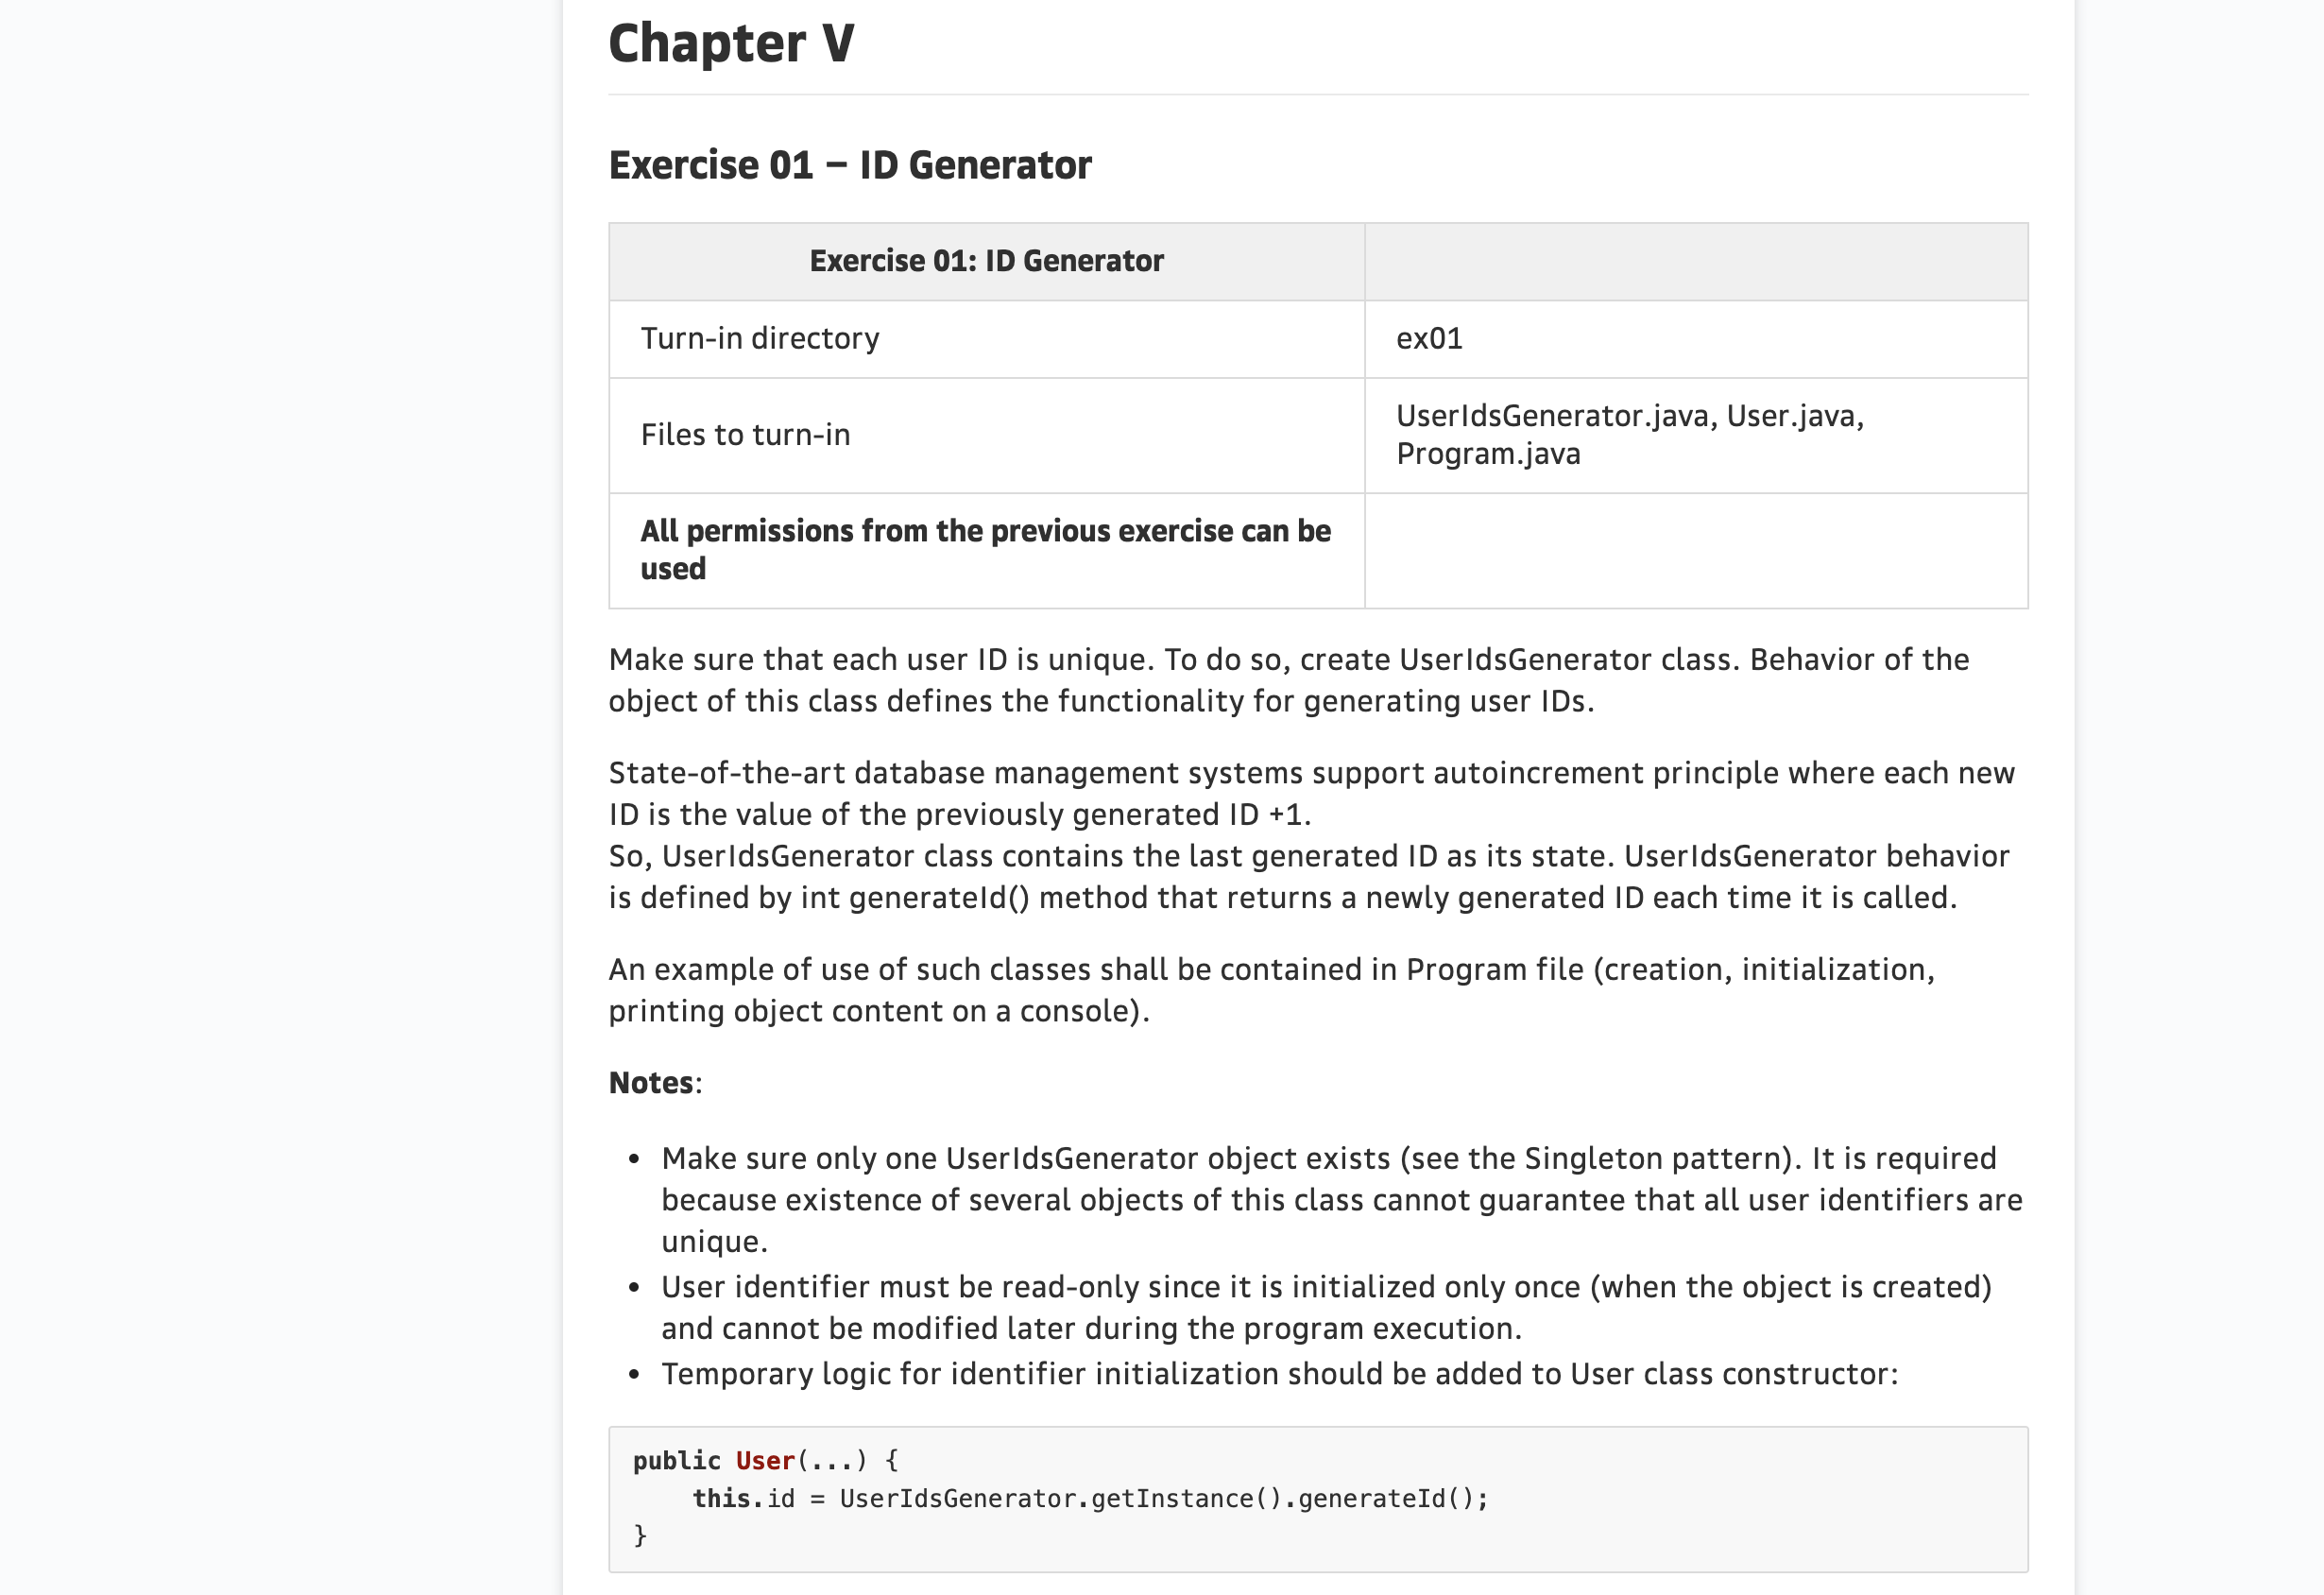 Chapter V
Exercise 01 – ID Generator
Exercise 01: ID Generator
Turn-in directory
ex01
Files to turn-in
UserIdsGenerator.java, User.java,
Program.java
All permissions from the previous exercise can be
used
Make sure that each user ID is unique. To do so, create UserIdsGenerator class. Behavior of the
object of this class defines the functionality for generating user IDs.
State-of-the-art database management systems support autoincrement principle where each new
ID is the value of the previously generated ID +1.
So, UserIdsGenerator class contains the last generated ID as its state. UserIdsGenerator behavior
is defined by int generateId() method that returns a newly generated ID each time it is called.
An example of use of such classes shall be contained in Program file (creation, initialization,
printing object content on a console).
Notes:
• Make sure only one UserIdsGenerator object exists (see the Singleton pattern). It is required
because existence of several objects of this class cannot guarantee that all user identifiers are
unique.
• User identifier must be read-only since it is initialized only once (when the object is created)
and cannot be modified later during the program execution.
• Temporary logic for identifier initialization should be added to User class constructor:
public User(...) {
    this.id = UserIdsGenerator.getInstance().generateId();
}